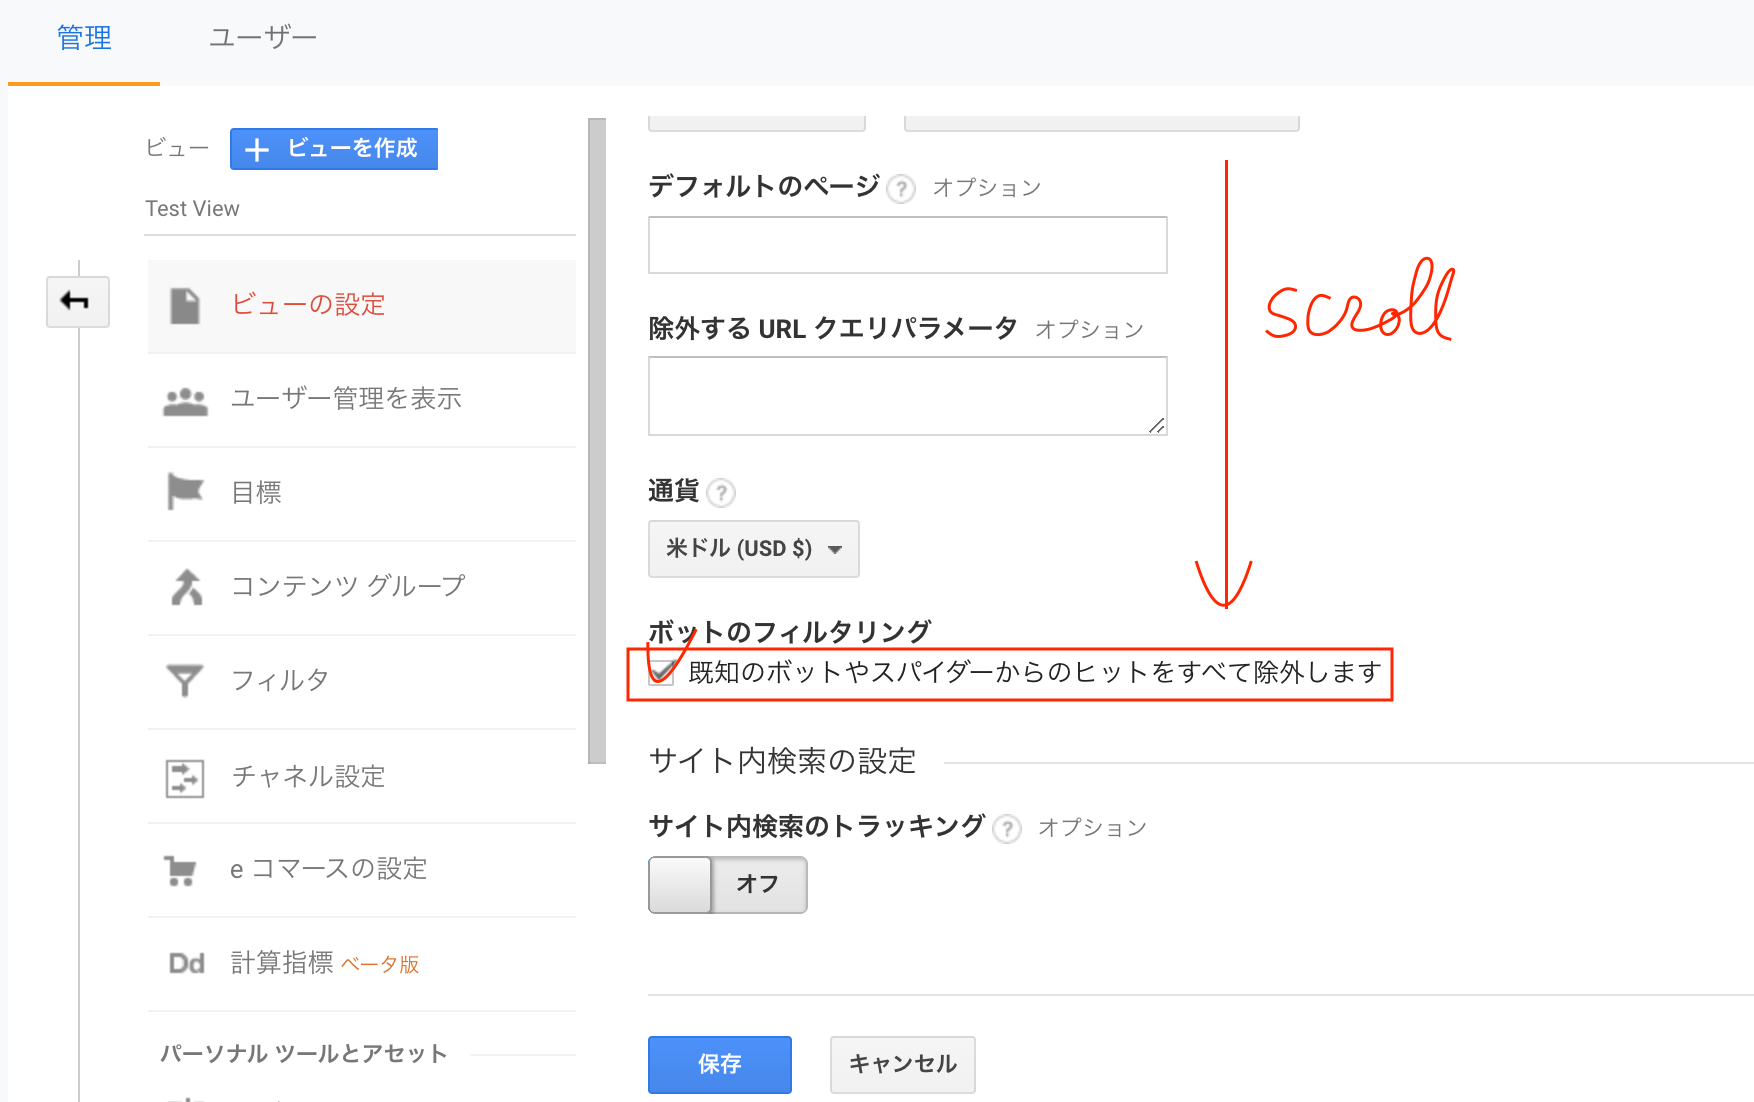 管理
ユーザー
ビュー
ビューを作成
Test View
ビューの設定
ユーザー管理を表示
目標
コンテンツ グループ
フィルタ
チャネル設定
e コマースの設定
Dd 計算指標 ベータ版
パーソナル ツールとアセット
デフォルトのページ ? オプション
除外する URL クエリパラメータ オプション
通貨 ?
米ドル (USD $)
ボットのフィルタリング
既知のボットやスパイダーからのヒットをすべて除外します
サイト内検索の設定
サイト内検索のトラッキング ? オプション
オフ
保存
キャンセル
scroll